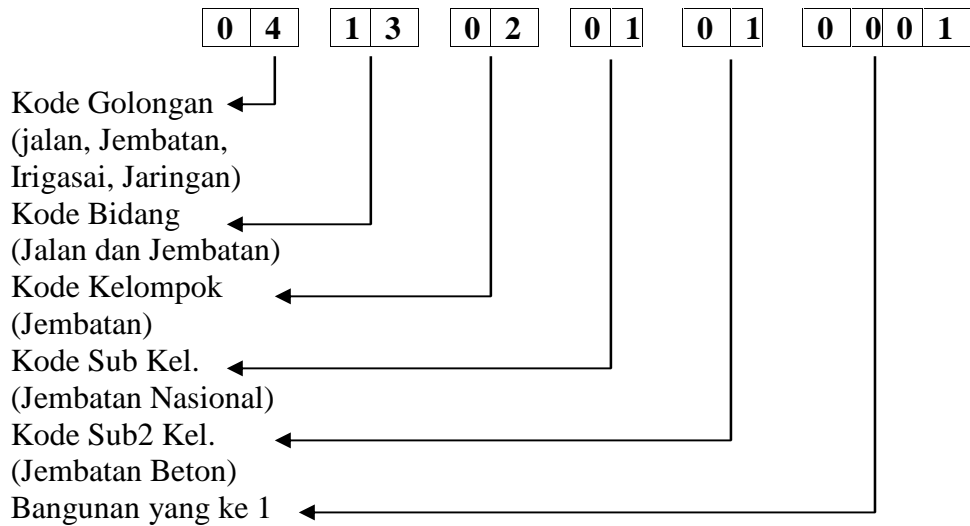 0 4 1 3 0 2 0 1 0 1 0 0 0 1
Kode Golongan
(jalan, Jembatan,
Irigasai, Jaringan)
Kode Bidang
(Jalan dan Jembatan)
Kode Kelompok
(Jembatan)
Kode Sub Kel.
(Jembatan Nasional)
Kode Sub2 Kel.
(Jembatan Beton)
Bangunan yang ke 1